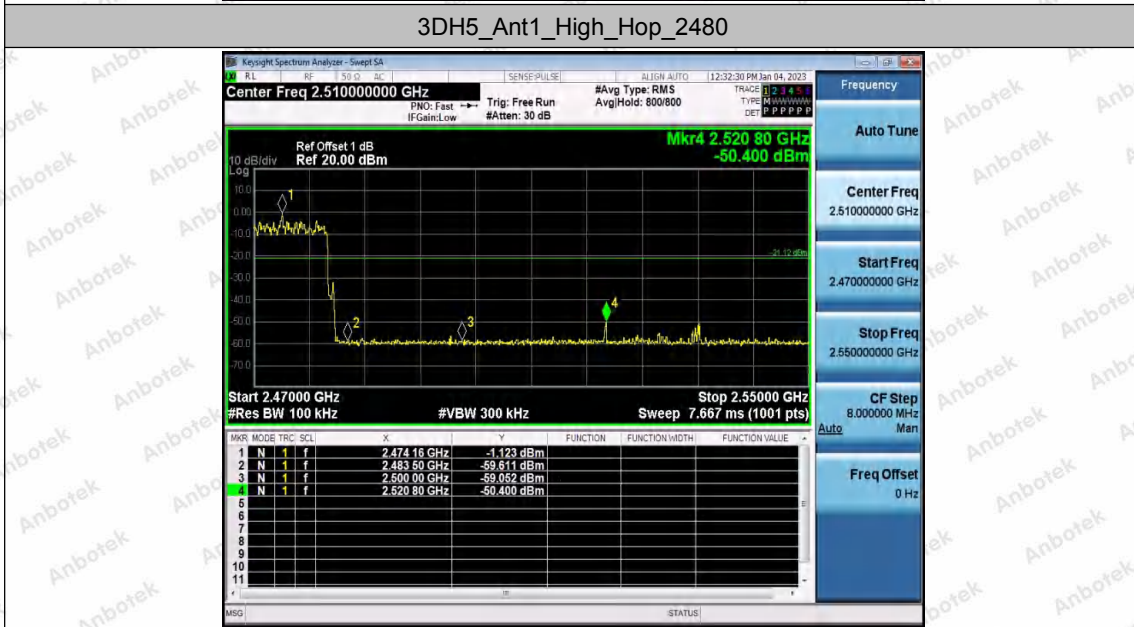 3DH5_Ant1_High_Hop_2480
Keysight Spectrum Analyzer - Swept SA
RL RF 50 Ω AC SENSE:PULSE ALIGN AUTO 12:32:30 PM Jan 04, 2023
Center Freq 2.510000000 GHz
PNO: Fast
IFGain:Low
Trig: Free Run
#Atten: 30 dB
#Avg Type: RMS
Avg|Hold: 800/800
TRACE 1 2 3 4 5 6
TYPE M W W W W W
DET P P P P P P
Mkr4 2.520 80 GHz
-50.400 dBm
Ref Offset 1 dB
10 dB/div Ref 20.00 dBm
Log
10.0
0.00
-10.0
-20.0
-30.0
-40.0
-50.0
-60.0
-70.0
1
2
3
4
-21.12 dBm
Start 2.47000 GHz Stop 2.55000 GHz
#Res BW 100 kHz #VBW 300 kHz Sweep 7.667 ms (1001 pts)
MKR MODE TRC SCL X Y FUNCTION FUNCTION WIDTH FUNCTION VALUE
1 N 1 f 2.474 16 GHz -1.123 dBm
2 N 1 f 2.483 50 GHz -59.611 dBm
3 N 1 f 2.500 00 GHz -59.052 dBm
4 N 1 f 2.520 80 GHz -50.400 dBm
5
6
7
8
9
10
11
MSG STATUS
Frequency
Auto Tune
Center Freq
2.510000000 GHz
Start Freq
2.470000000 GHz
Stop Freq
2.550000000 GHz
CF Step
8.000000 MHz
Auto Man
Freq Offset
0 Hz
Anbotek